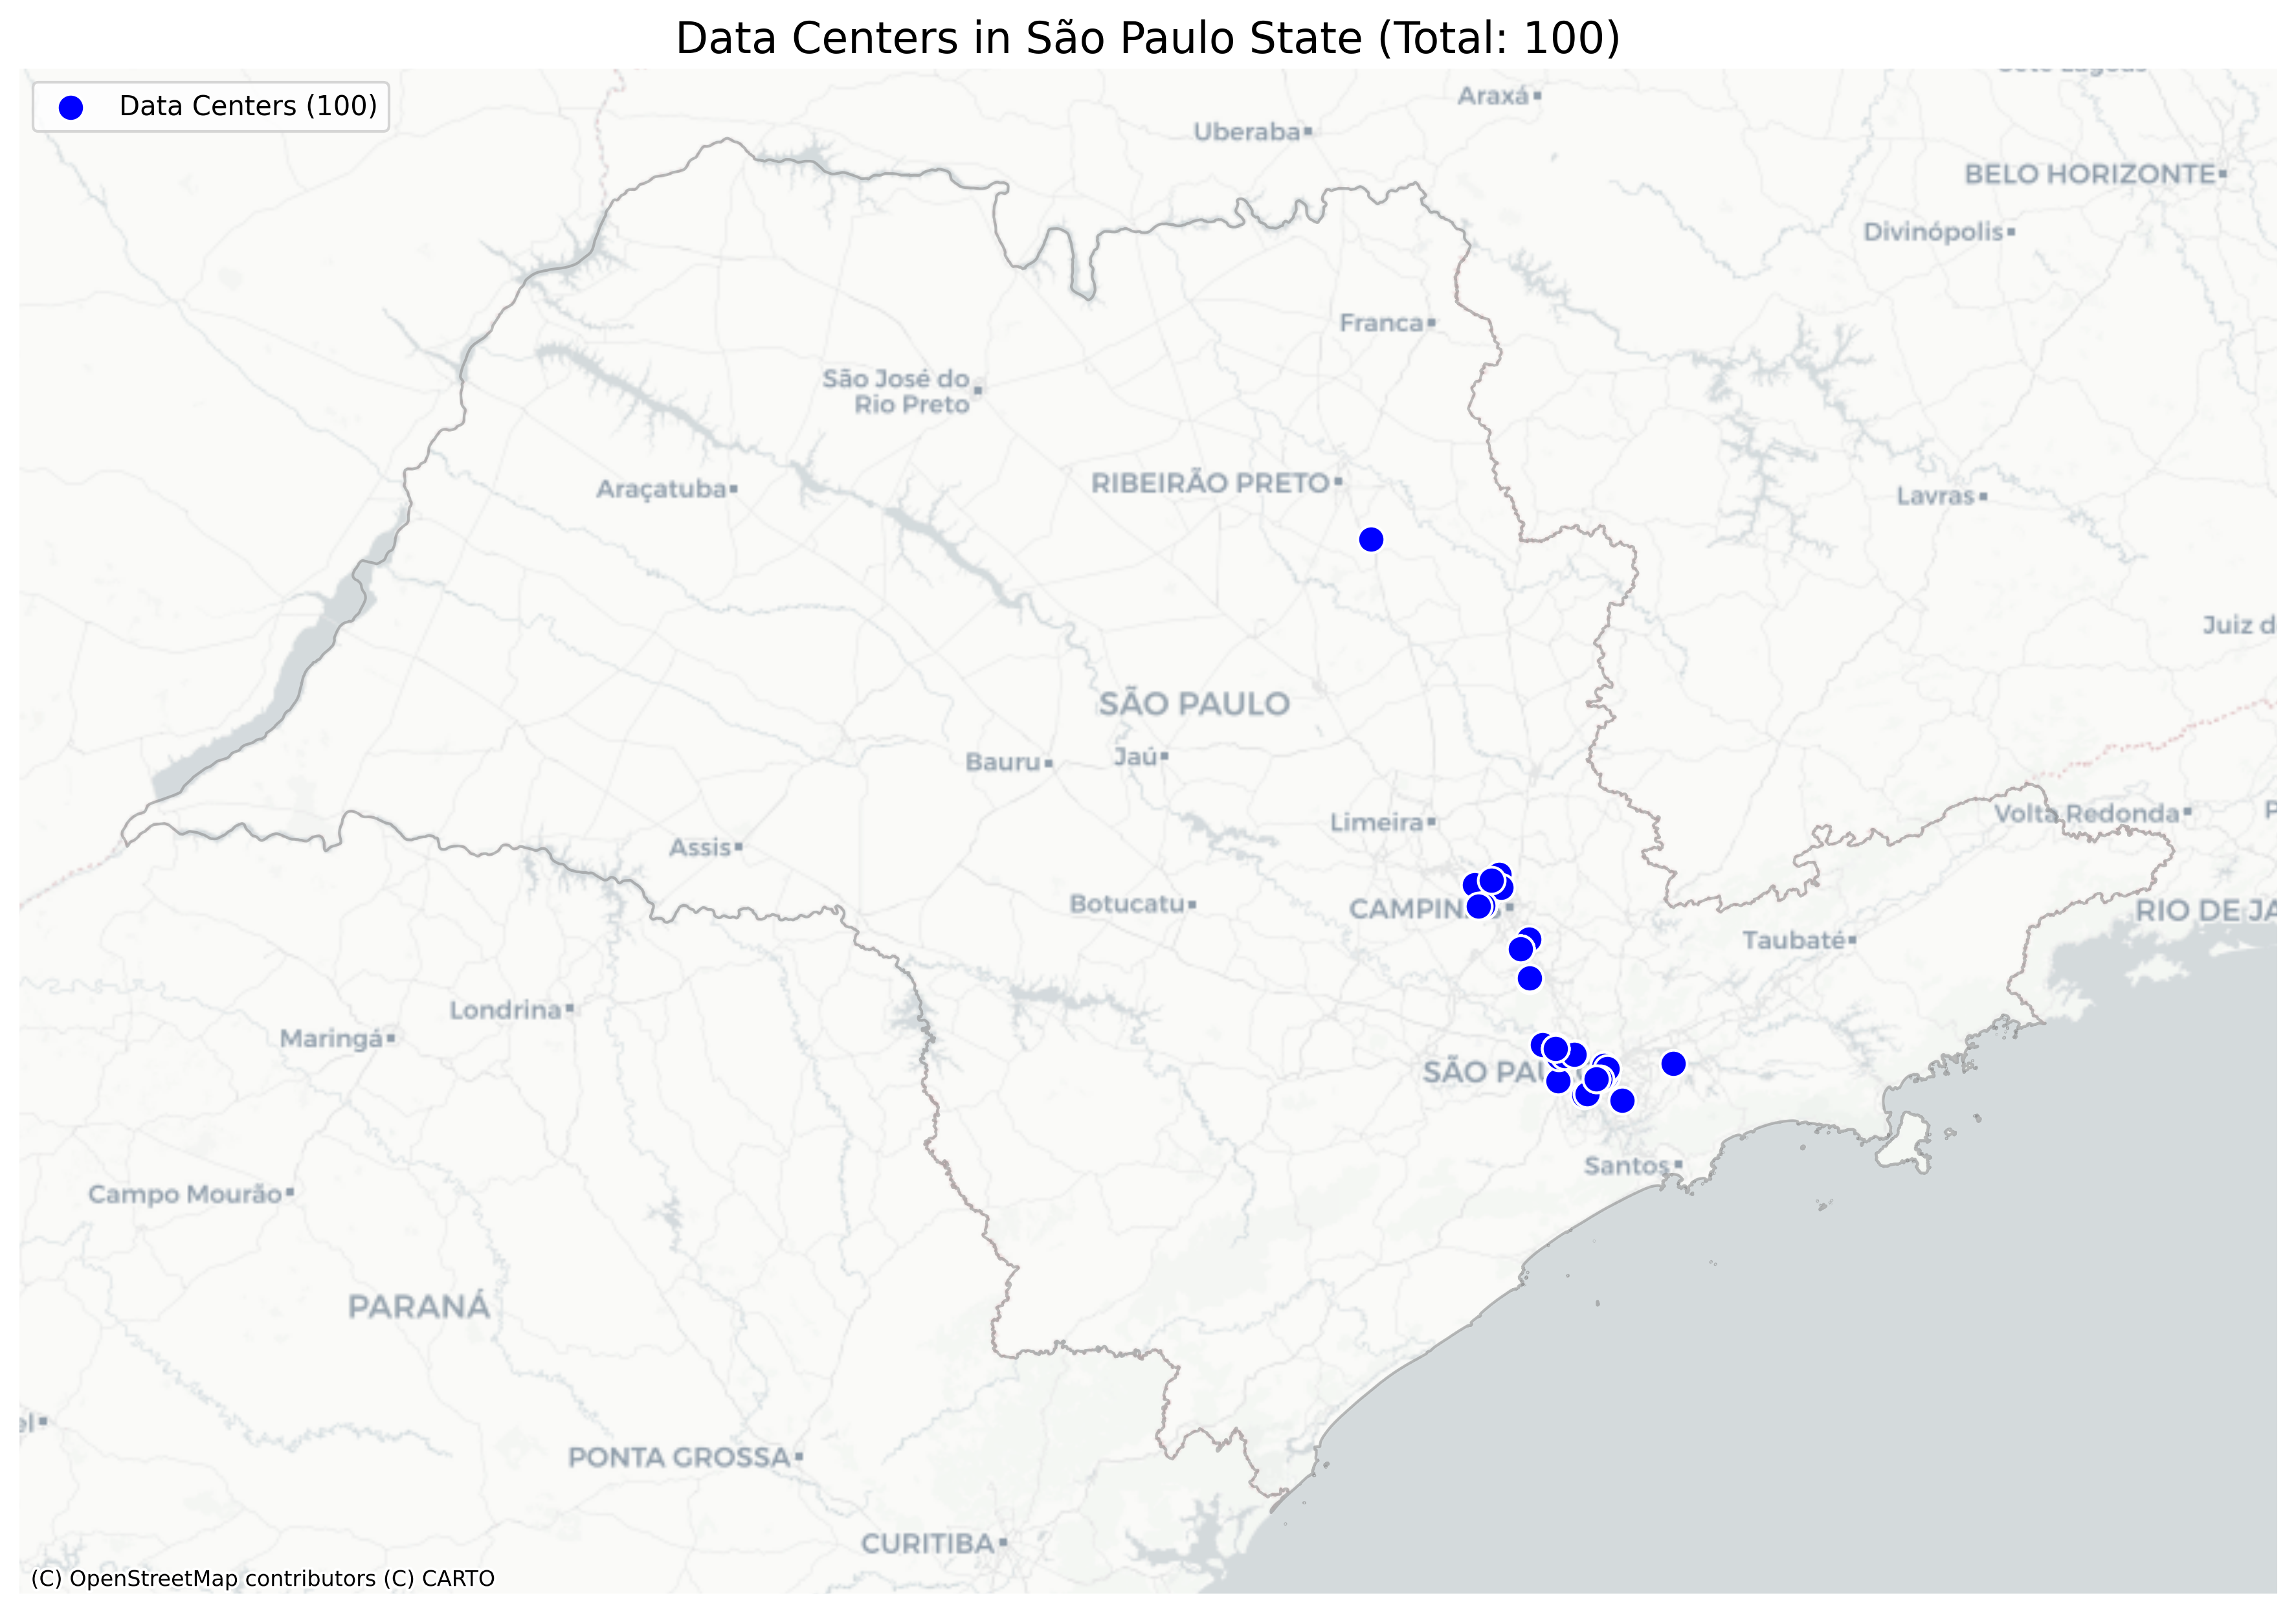 Data Centers in São Paulo State (Total: 100)
Data Centers (100)
Araxá
Uberaba
BELO HORIZONTE
Divinópolis
Franca
São José do
Rio Preto
RIBEIRÃO PRETO
Araçatuba
Lavras
Juiz d
SÃO PAULO
Bauru
Jaú
Limeira
Volta Redonda
Assis
Botucatu
CAMPIN
RIO DE JA
Taubaté
Londrina
Maringá
SÃO PAU
Santos
Campo Mourão
PARANÁ
PONTA GROSSA
CURITIBA
(C) OpenStreetMap contributors (C) CARTO